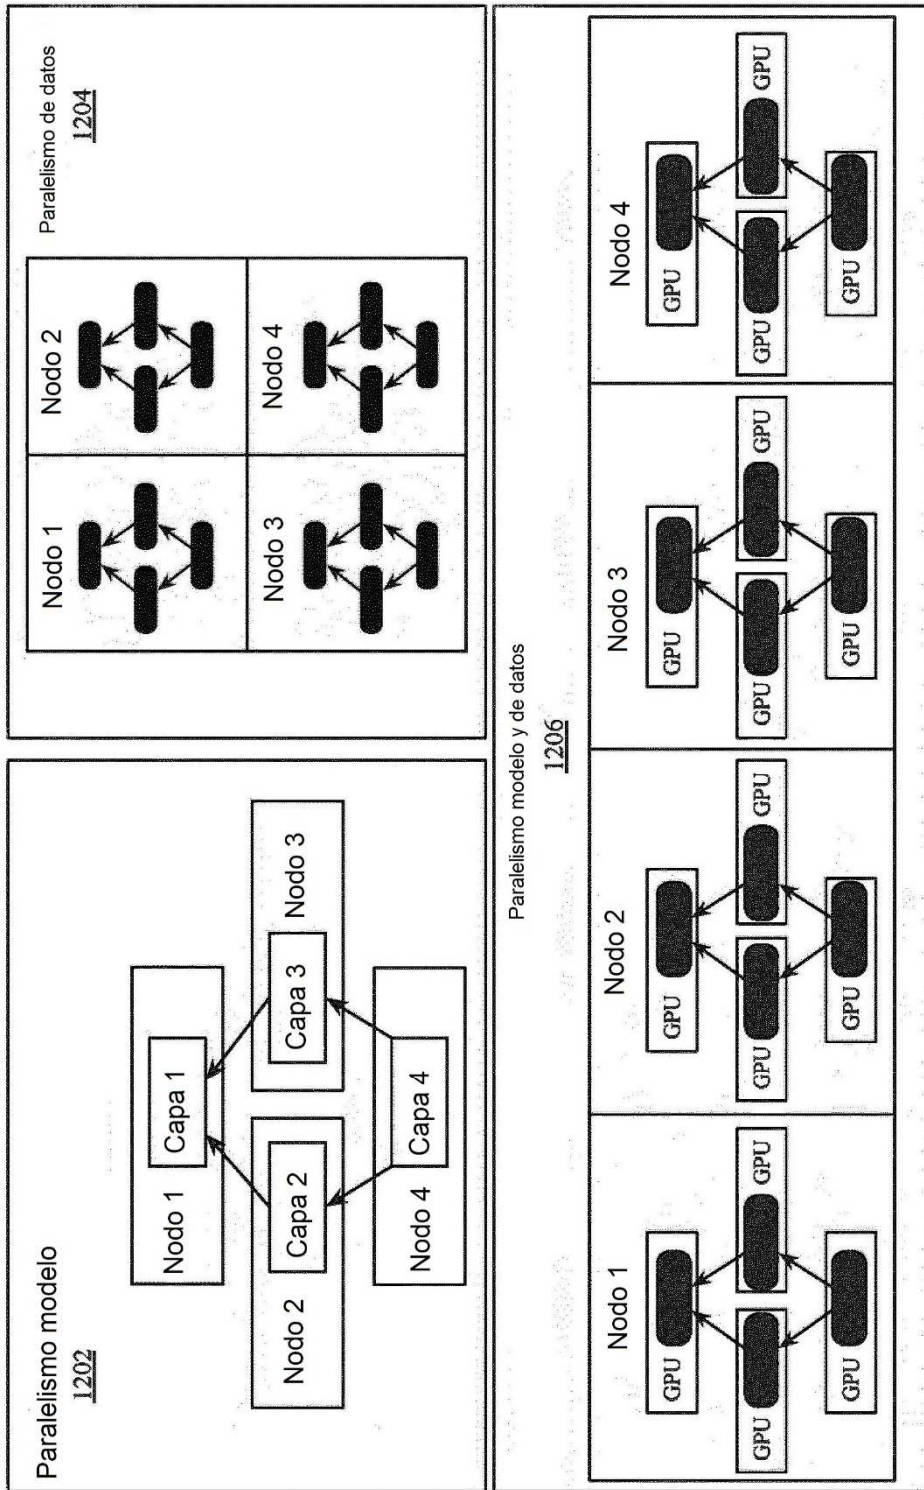 Paralelismo modelo
1202
Nodo 1
Capa 1
Nodo 2
Capa 2
Capa 3
Nodo 3
Nodo 4
Capa 4
Paralelismo de datos
1204
Nodo 1
Nodo 2
Nodo 3
Nodo 4
Paralelismo modelo y de datos
1206
Nodo 1
GPU
GPU
GPU
GPU
Nodo 2
GPU
GPU
GPU
GPU
Nodo 3
GPU
GPU
GPU
GPU
Nodo 4
GPU
GPU
GPU
GPU